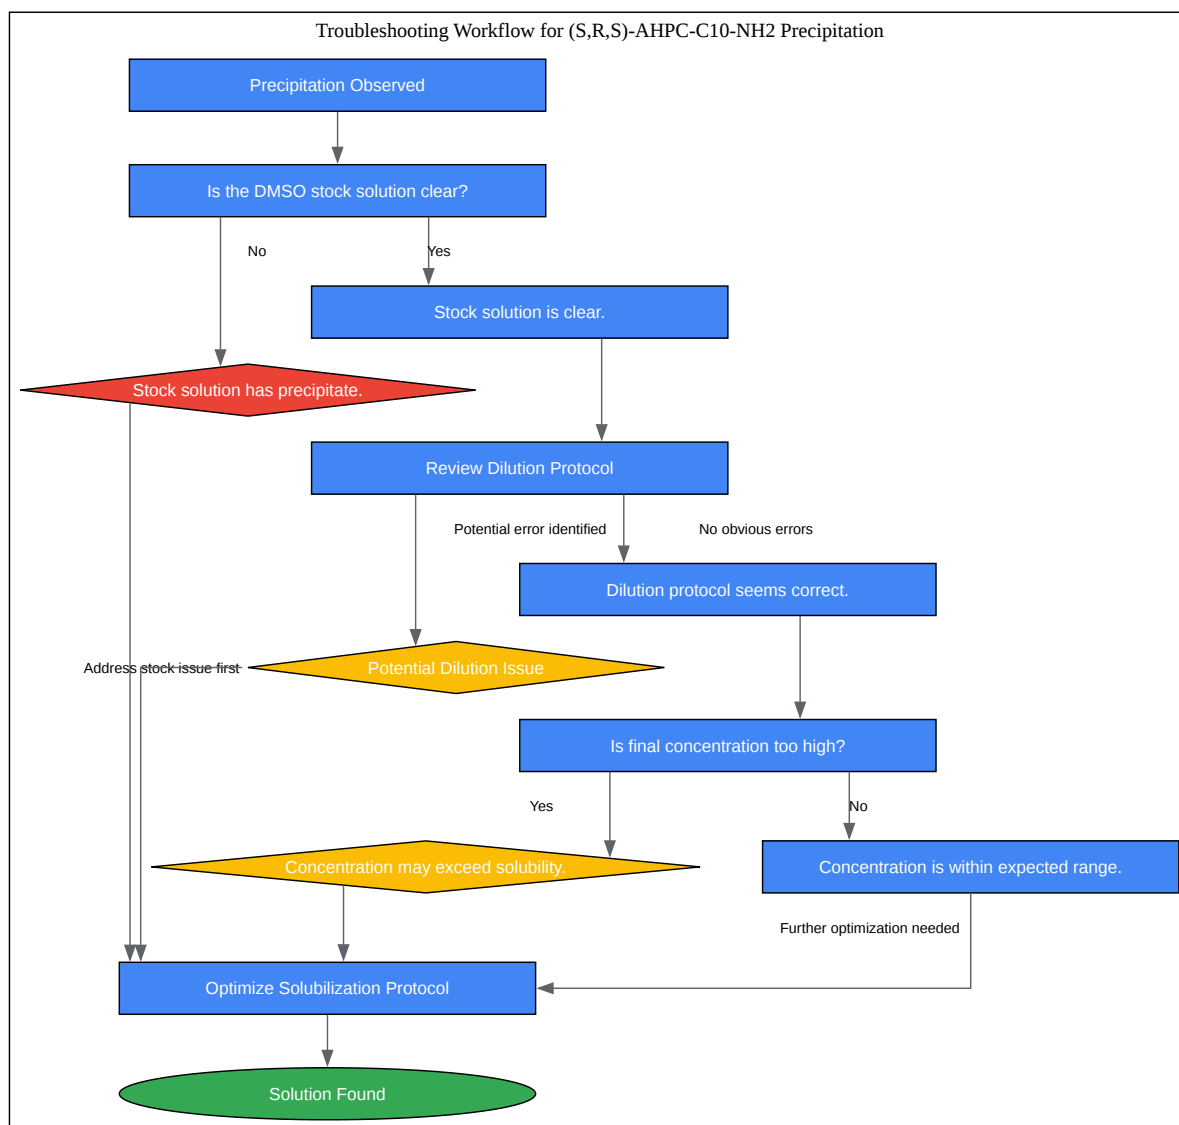 Troubleshooting Workflow for (S,R,S)-AHPC-C10-NH2 Precipitation
Precipitation Observed
Is the DMSO stock solution clear?
No
Yes
Stock solution is clear.
Stock solution has precipitate.
Review Dilution Protocol
Potential error identified
No obvious errors
Dilution protocol seems correct.
Address stock issue first
Potential Dilution Issue
Is final concentration too high?
Yes
No
Concentration may exceed solubility.
Concentration is within expected range.
Further optimization needed
Optimize Solubilization Protocol
Solution Found